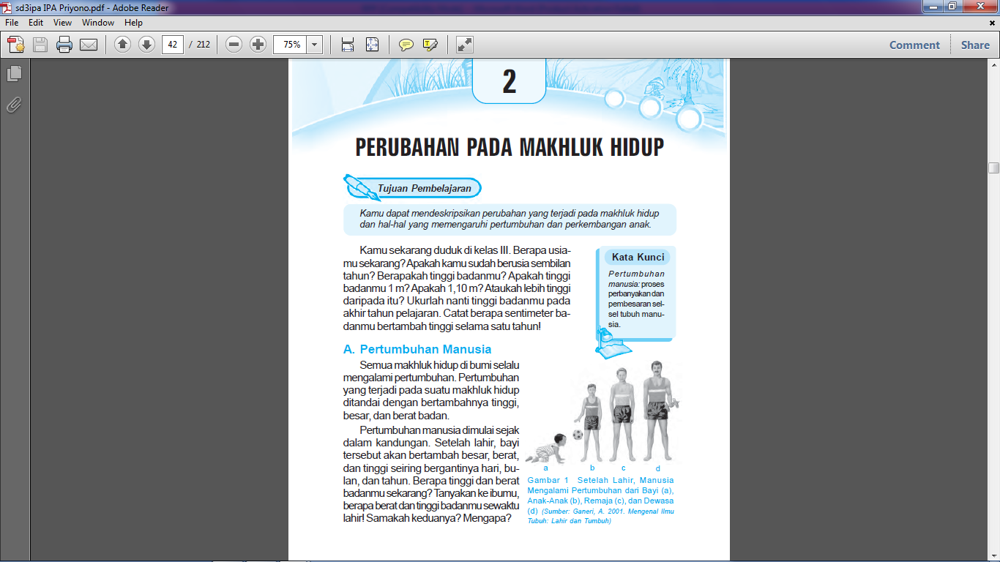 sd3ipa IPA Priyono.pdf - Adobe Reader
File Edit View Window Help
42 / 212 75% Comment Share
2
PERUBAHAN PADA MAKHLUK HIDUP
Tujuan Pembelajaran
Kamu dapat mendeskripsikan perubahan yang terjadi pada makhluk hidup
dan hal-hal yang memengaruhi pertumbuhan dan perkembangan anak.
Kamu sekarang duduk di kelas III. Berapa usia-
mu sekarang? Apakah kamu sudah berusia sembilan
tahun? Berapakah tinggi badanmu? Apakah tinggi
badanmu 1 m? Apakah 1,10 m? Ataukah lebih tinggi
daripada itu? Ukurlah nanti tinggi badanmu pada
akhir tahun pelajaran. Catat berapa sentimeter ba-
danmu bertambah tinggi selama satu tahun!
Kata Kunci
Pertumbuhan
manusia: proses
perbanyakan dan
pembesaran sel-
sel tubuh manu-
sia.
A. Pertumbuhan Manusia
Semua makhluk hidup di bumi selalu
mengalami pertumbuhan. Pertumbuhan
yang terjadi pada suatu makhluk hidup
ditandai dengan bertambahnya tinggi,
besar, dan berat badan.
Pertumbuhan manusia dimulai sejak
dalam kandungan. Setelah lahir, bayi
tersebut akan bertambah besar, berat,
dan tinggi seiring bergantinya hari, bu-
lan, dan tahun. Berapa tinggi dan berat
badanmu sekarang? Tanyakan ke ibumu,
berapa berat dan tinggi badanmu sewaktu
lahir! Samakah keduanya? Mengapa?
a b c d
Gambar 1 Setelah Lahir, Manusia
Mengalami Pertumbuhan dari Bayi (a),
Anak-Anak (b), Remaja (c), dan Dewasa
(d) (Sumber: Ganeri, A. 2001. Mengenal Ilmu
Tubuh: Lahir dan Tumbuh)